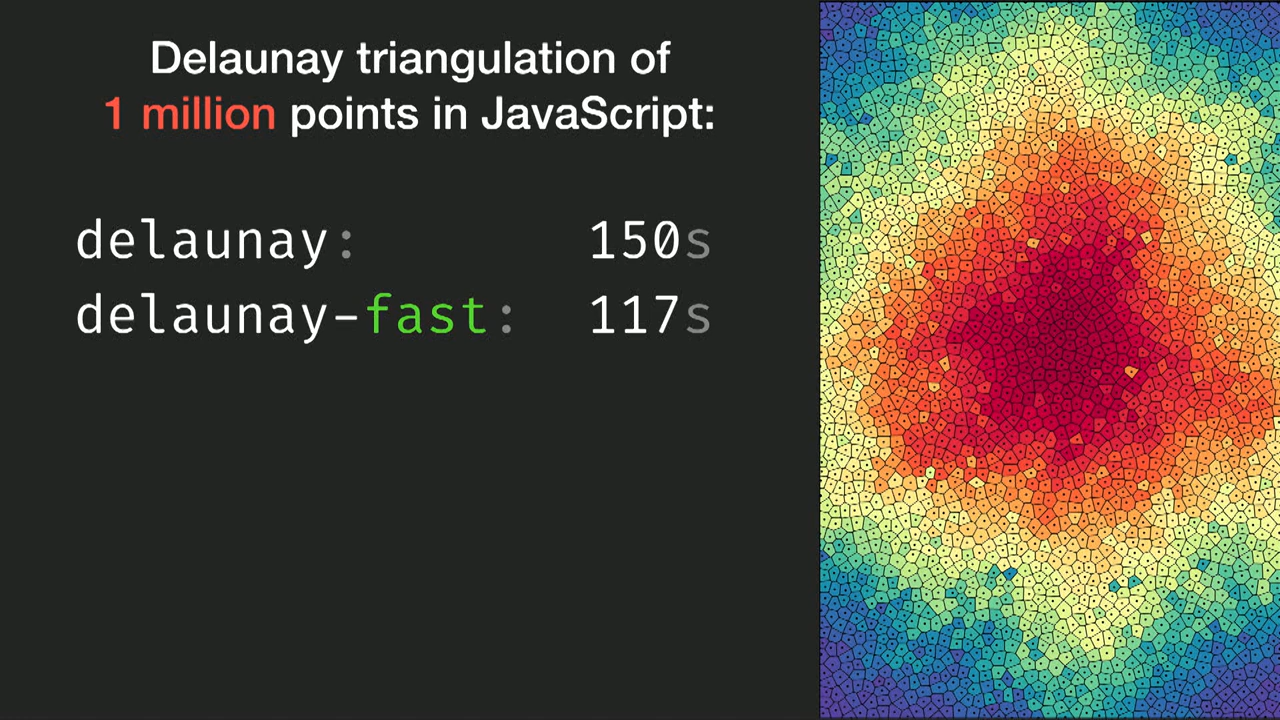 Delaunay triangulation of
1 million points in JavaScript:
delaunay: 150s
delaunay-fast: 117s